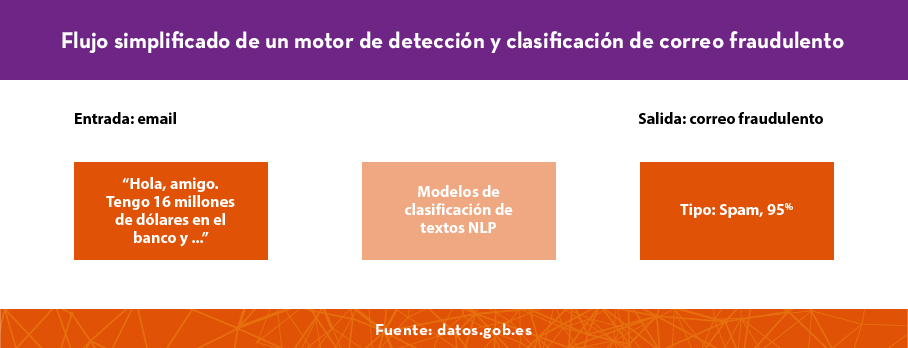 Flujo simplificado de un motor de detección y clasificación de correo fraudulento
Entrada: email
Salida: correo fraudulento
“Hola, amigo.
Tengo 16 millones
de dólares en el
banco y ...”
Modelos de
clasificación de
textos NLP
Tipo: Spam, 95%
Fuente: datos.gob.es